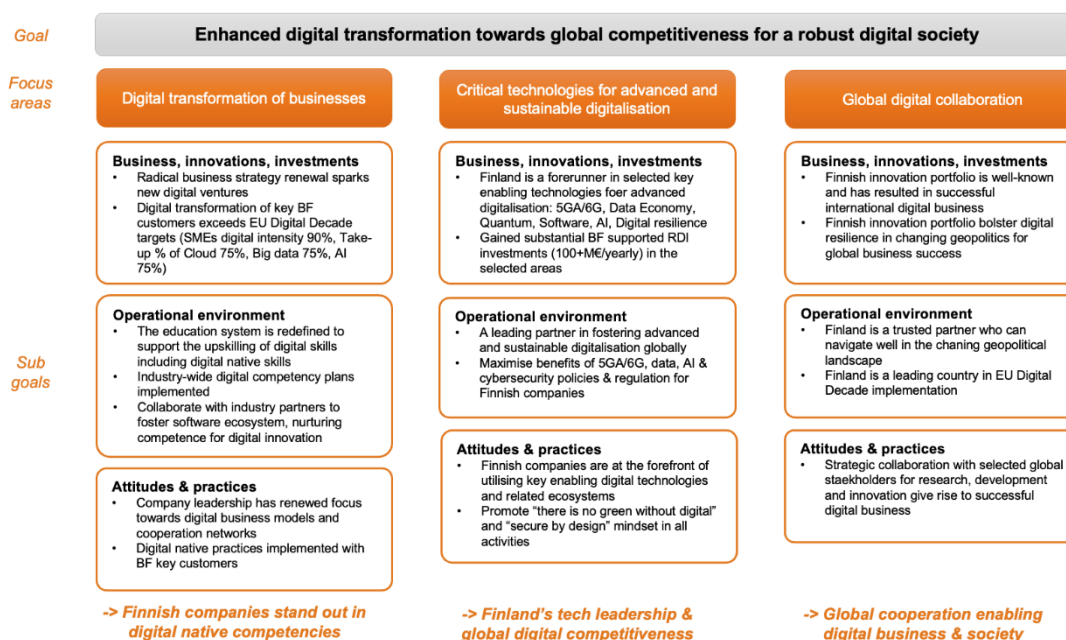 Goal
Enhanced digital transformation towards global competitiveness for a robust digital society
Focus
areas
Digital transformation of businesses
Critical technologies for advanced and
sustainable digitalisation
Global digital collaboration
Sub
goals
Business, innovations, investments
• Radical business strategy renewal sparks
new digital ventures
• Digital transformation of key BF
customers exceeds EU Digital Decade
targets (SMEs digital intensity 90%, Take-
up % of Cloud 75%, Big data 75%, AI
75%)
Operational environment
• The education system is redefined to
support the upskilling of digital skills
including digital native skills
• Industry-wide digital competency plans
implemented
• Collaborate with industry partners to
foster software ecosystem, nurturing
competence for digital innovation
Attitudes & practices
• Company leadership has renewed focus
towards digital business models and
cooperation networks
• Digital native practices implemented with
BF key customers
-> Finnish companies stand out in
digital native competencies
Business, innovations, investments
• Finland is a forerunner in selected key
enabling technologies foer advanced
digitalisation: 5GA/6G, Data Economy,
Quantum, Software, AI, Digital resilience
• Gained substantial BF supported RDI
investments (100+M€/yearly) in the
selected areas
Operational environment
• A leading partner in fostering advanced
and sustainable digitalisation globally
• Maximise benefits of 5GA/6G, data, AI &
cybersecurity policies & regulation for
Finnish companies
Attitudes & practices
• Finnish companies are at the forefront of
utilising key enabling digital technologies
and related ecosystems
• Promote “there is no green without digital”
and “secure by design” mindset in all
activities
-> Finland’s tech leadership &
global digital competitiveness
Business, innovations, investments
• Finnish innovation portfolio is well-known
and has resulted in successful
international digital business
• Finnish innovation portfolio bolster digital
resilience in changing geopolitics for
global business success
Operational environment
• Finland is a trusted partner who can
navigate well in the chaning geopolitical
landscape
• Finland is a leading country in EU Digital
Decade implementation
Attitudes & practices
• Strategic collaboration with selected global
staekholders for research, development
and innovation give rise to successful
digital business
-> Global cooperation enabling
digital business & society